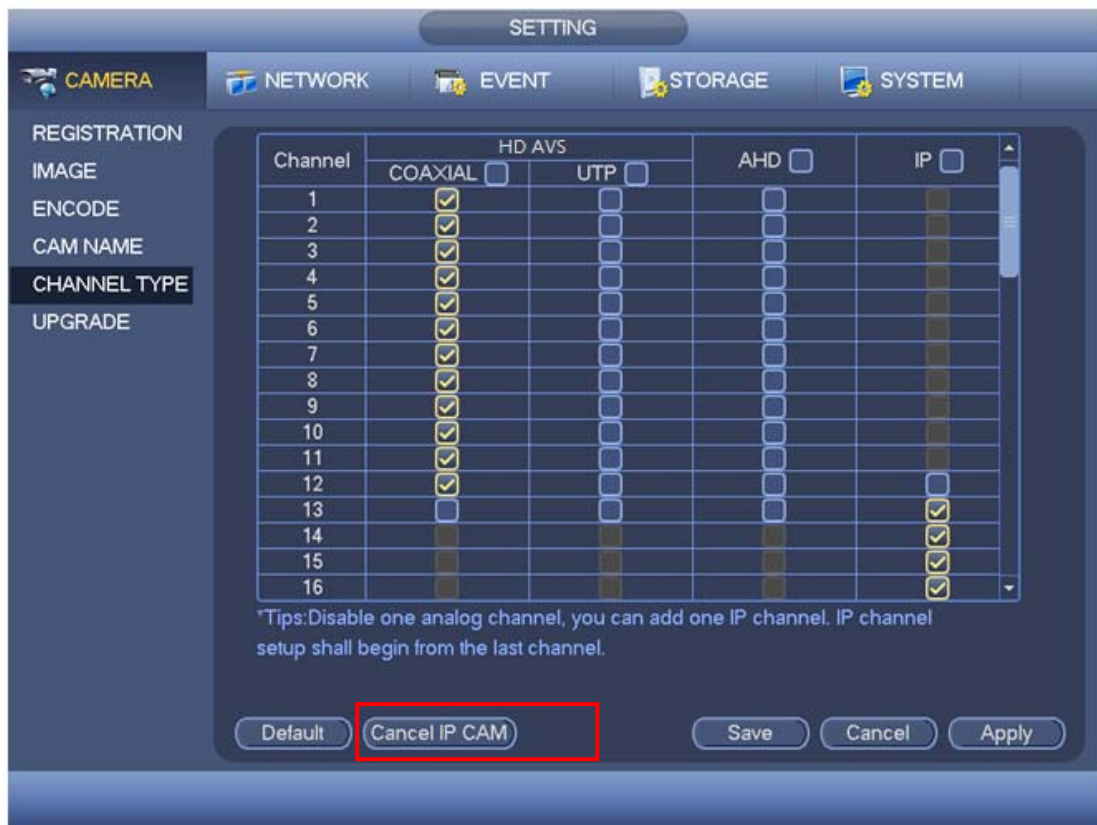 SETTING
CAMERA NETWORK EVENT STORAGE SYSTEM
REGISTRATION
IMAGE
ENCODE
CAM NAME
CHANNEL TYPE
UPGRADE
Channel HD AVS AHD IP
COAXIAL UTP
1
2
3
4
5
6
7
8
9
10
11
12
13
14
15
16
*Tips:Disable one analog channel, you can add one IP channel. IP channel
setup shall begin from the last channel.
Default Cancel IP CAM Save Cancel Apply